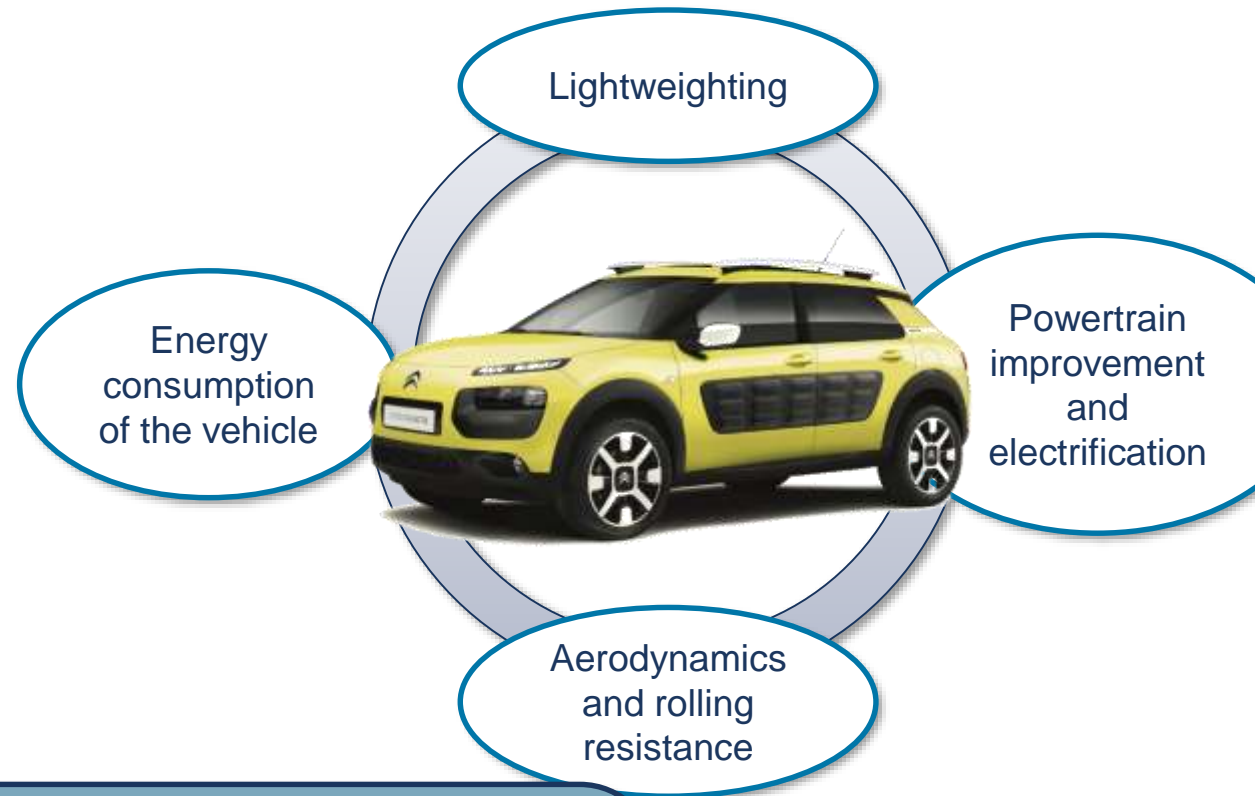 Lightweighting
Energy
consumption
of the vehicle
Powertrain
improvement
and
electrification
Aerodynamics
and rolling
resistance